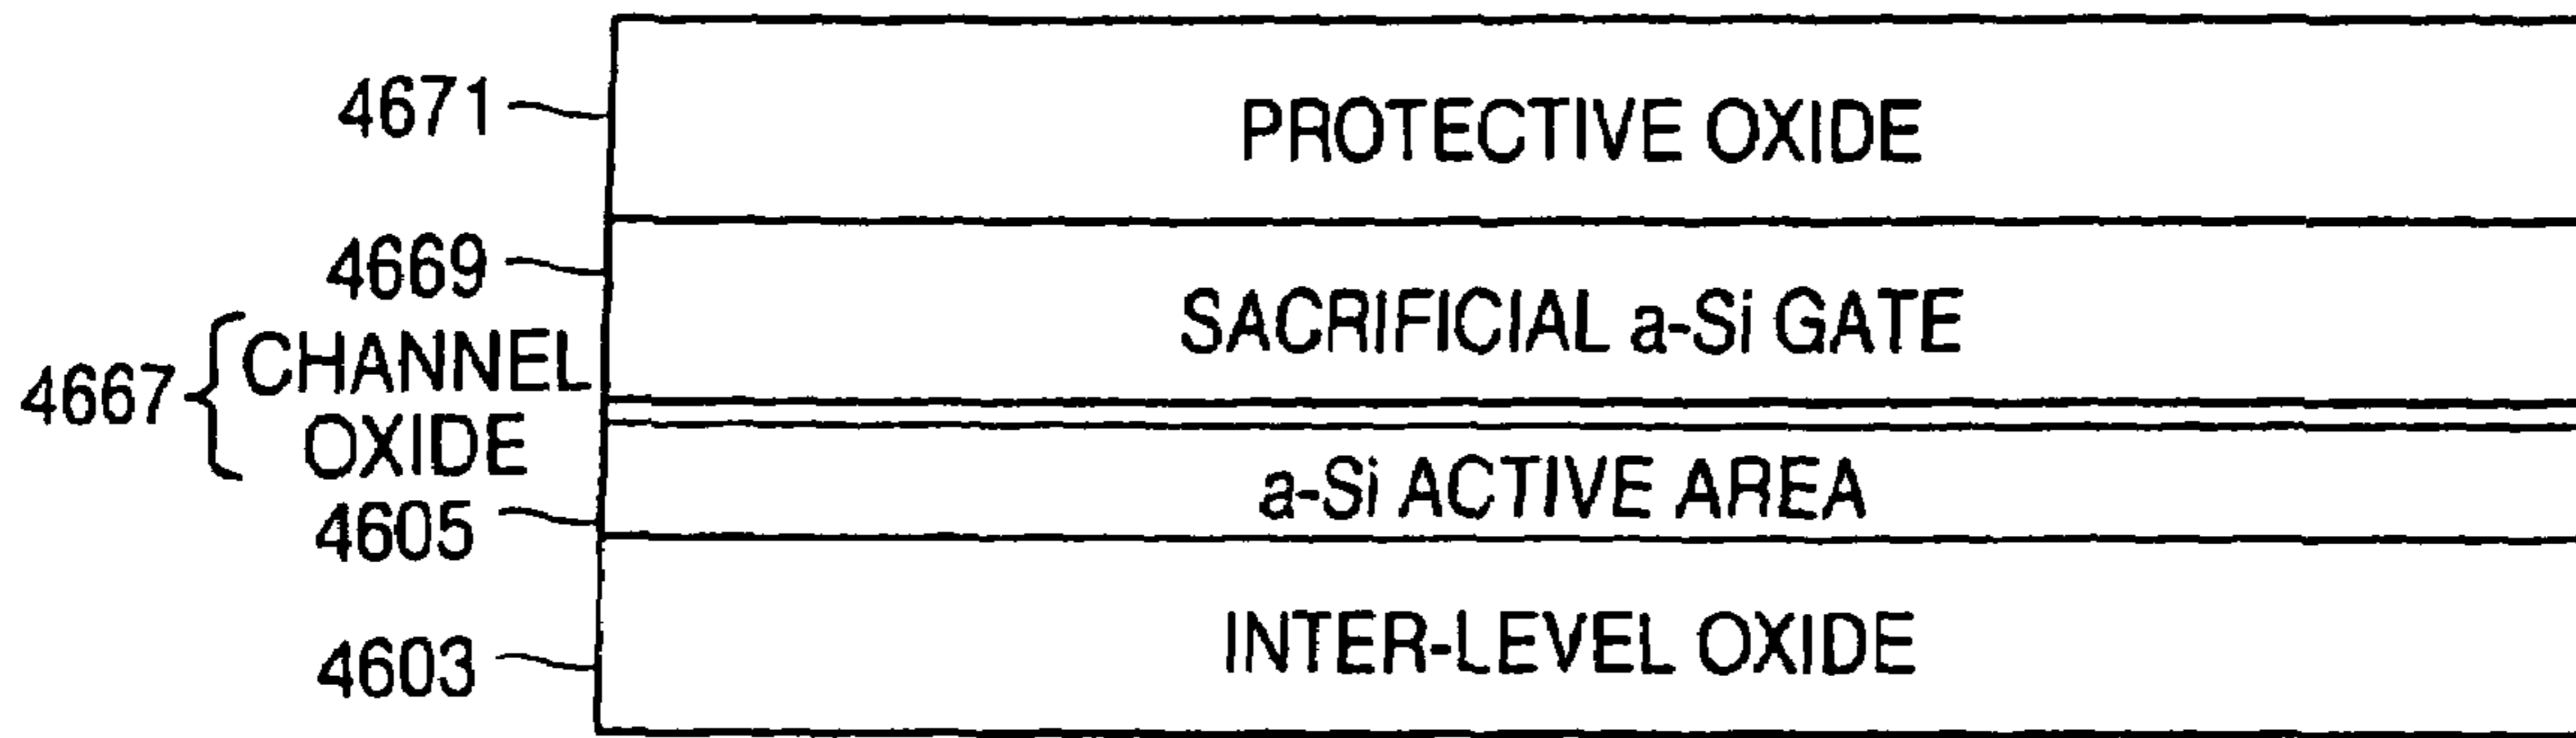 4671
PROTECTIVE OXIDE
4669
SACRIFICIAL a-Si GATE
4667
CHANNEL
OXIDE
4605
a-Si ACTIVE AREA
4603
INTER-LEVEL OXIDE